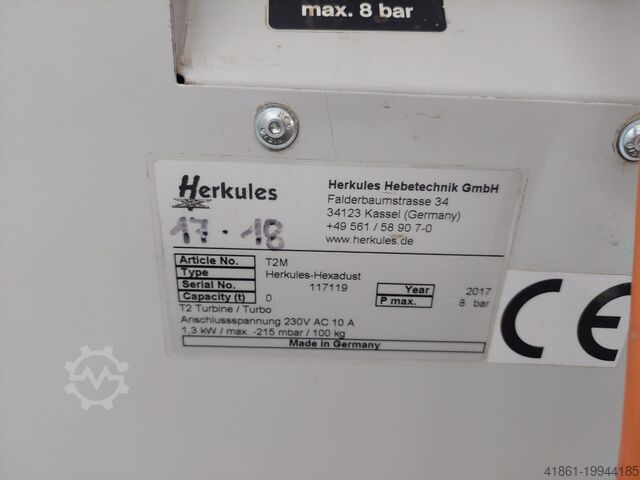 max. 8 bar
Herkules
17 · 18
Herkules Hebetechnik GmbH
Falderbaumstrasse 34
34123 Kassel (Germany)
+49 561 / 58 90 7-0
www.herkules.de
Article No. T2M
Type Herkules-Hexadust
Serial No. 117119 Year 2017
Capacity (t) 0 P max. 8 bar
T2 Turbine / Turbo
Anschlussspannung 230V AC 10 A
1,3 kW / max. -215 mbar / 100 kg
Made in Germany
CE
41861-19944185